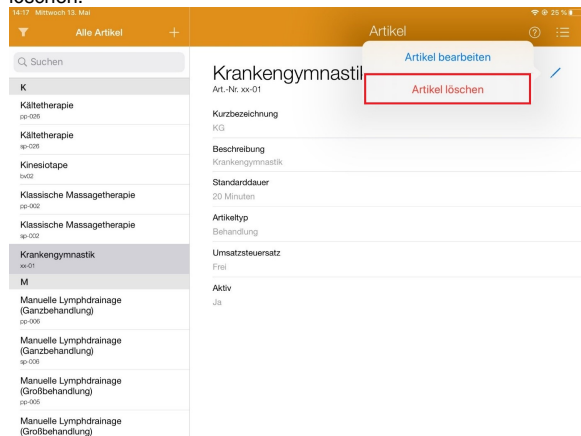 löschen.
14:17 Mittwoch 13. Mai
25 %
Alle Artikel
+
Artikel
?
Suchen
K
Kältetherapie
pp-026
Kältetherapie
sp-026
Kinesiotape
bv02
Klassische Massagetherapie
pp-002
Klassische Massagetherapie
sp-002
Krankengymnastik
xx-01
M
Manuelle Lymphdrainage
(Ganzbehandlung)
pp-006
Manuelle Lymphdrainage
(Ganzbehandlung)
sp-006
Manuelle Lymphdrainage
(Großbehandlung)
pp-005
Manuelle Lymphdrainage
(Großbehandlung)
Artikel bearbeiten
Artikel löschen
Krankengymnastik
Art.-Nr. xx-01
Kurzbezeichnung
KG
Beschreibung
Krankengymnastik
Standarddauer
20 Minuten
Artikeltyp
Behandlung
Umsatzsteuersatz
Frei
Aktiv
Ja